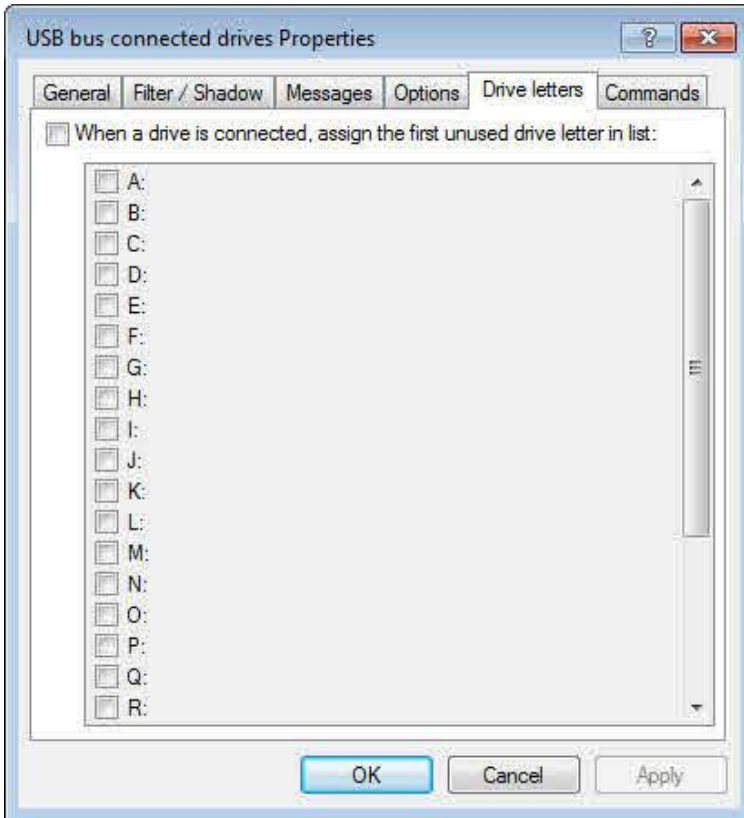 USB bus connected drives Properties
General Filter / Shadow Messages Options Drive letters Commands
When a drive is connected, assign the first unused drive letter in list:
A:
B:
C:
D:
E:
F:
G:
H:
I:
J:
K:
L:
M:
N:
O:
P:
Q:
R:
OK Cancel Apply